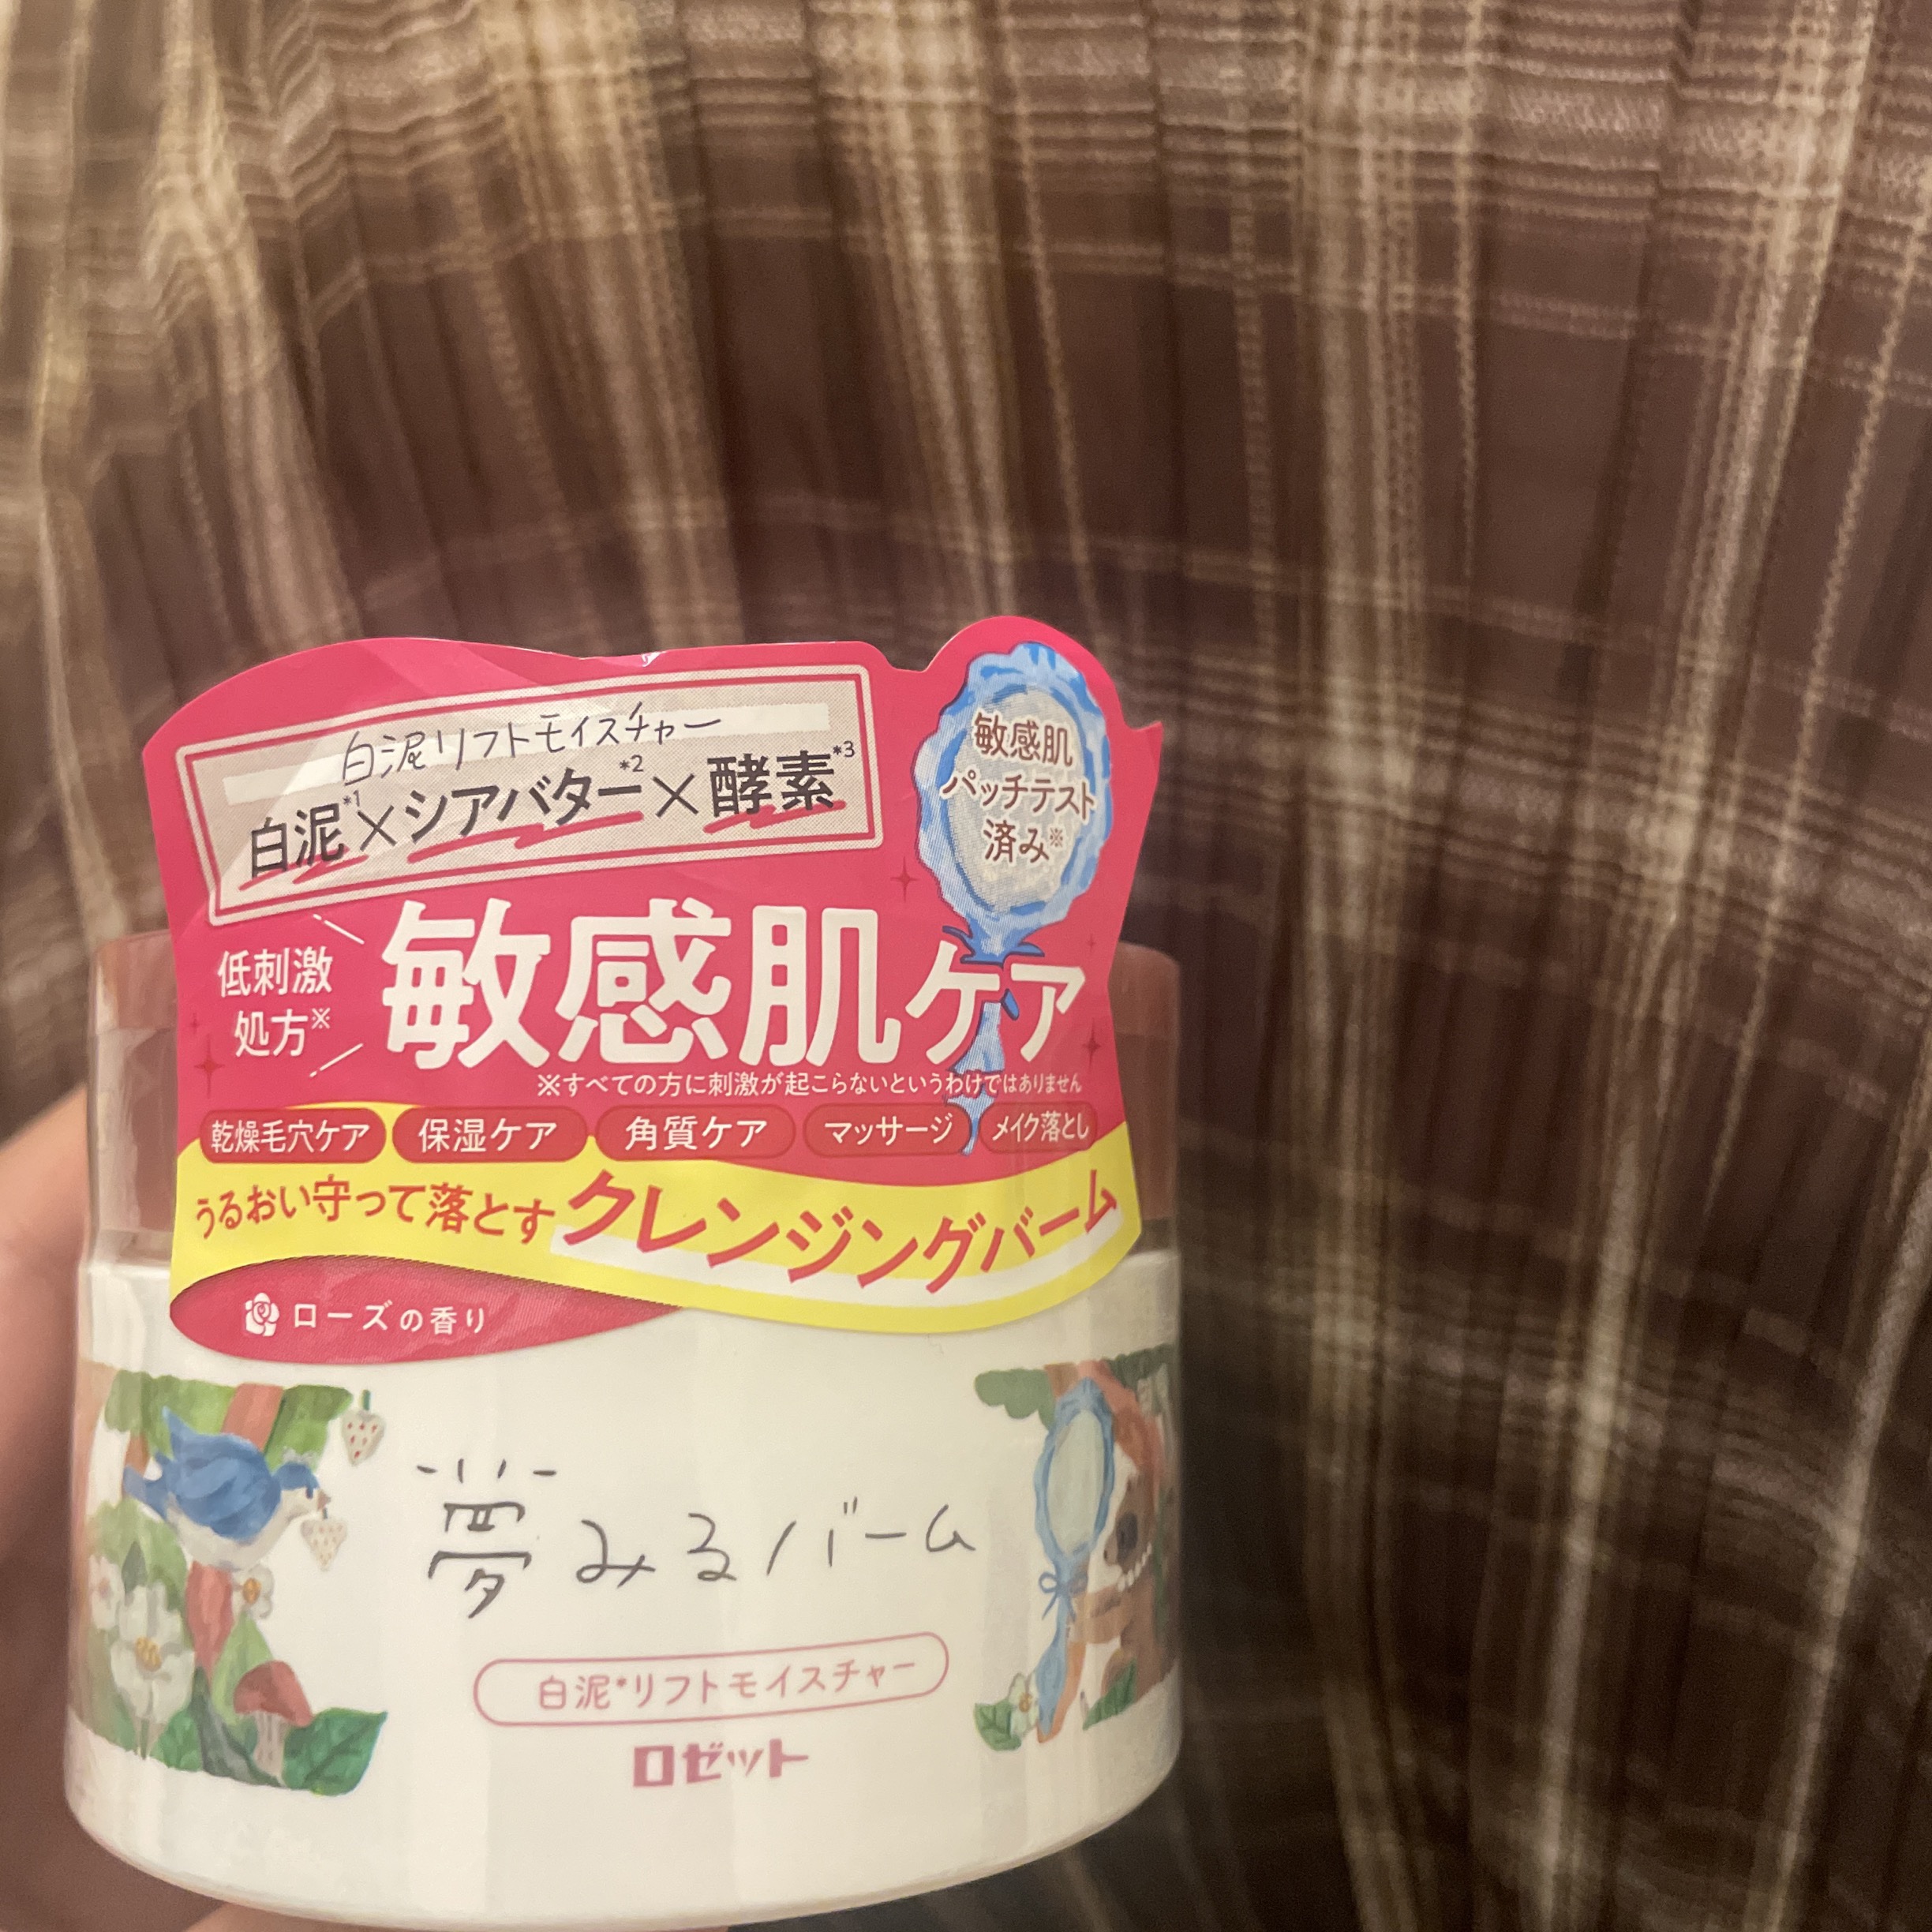 白泥リフトモイスチャー
白泥*1×シアバター*2×酵素*3
敏感肌
パッチテスト
済み※
低刺激
処方※
敏感肌ケア
※すべての方に刺激が起こらないというわけではありません
乾燥毛穴ケア 保湿ケア 角質ケア マッサージ メイク落とし
うるおい守って落とすクレンジングバーム
ローズの香り
夢みるバーム
白泥*リフトモイスチャー
ロゼット